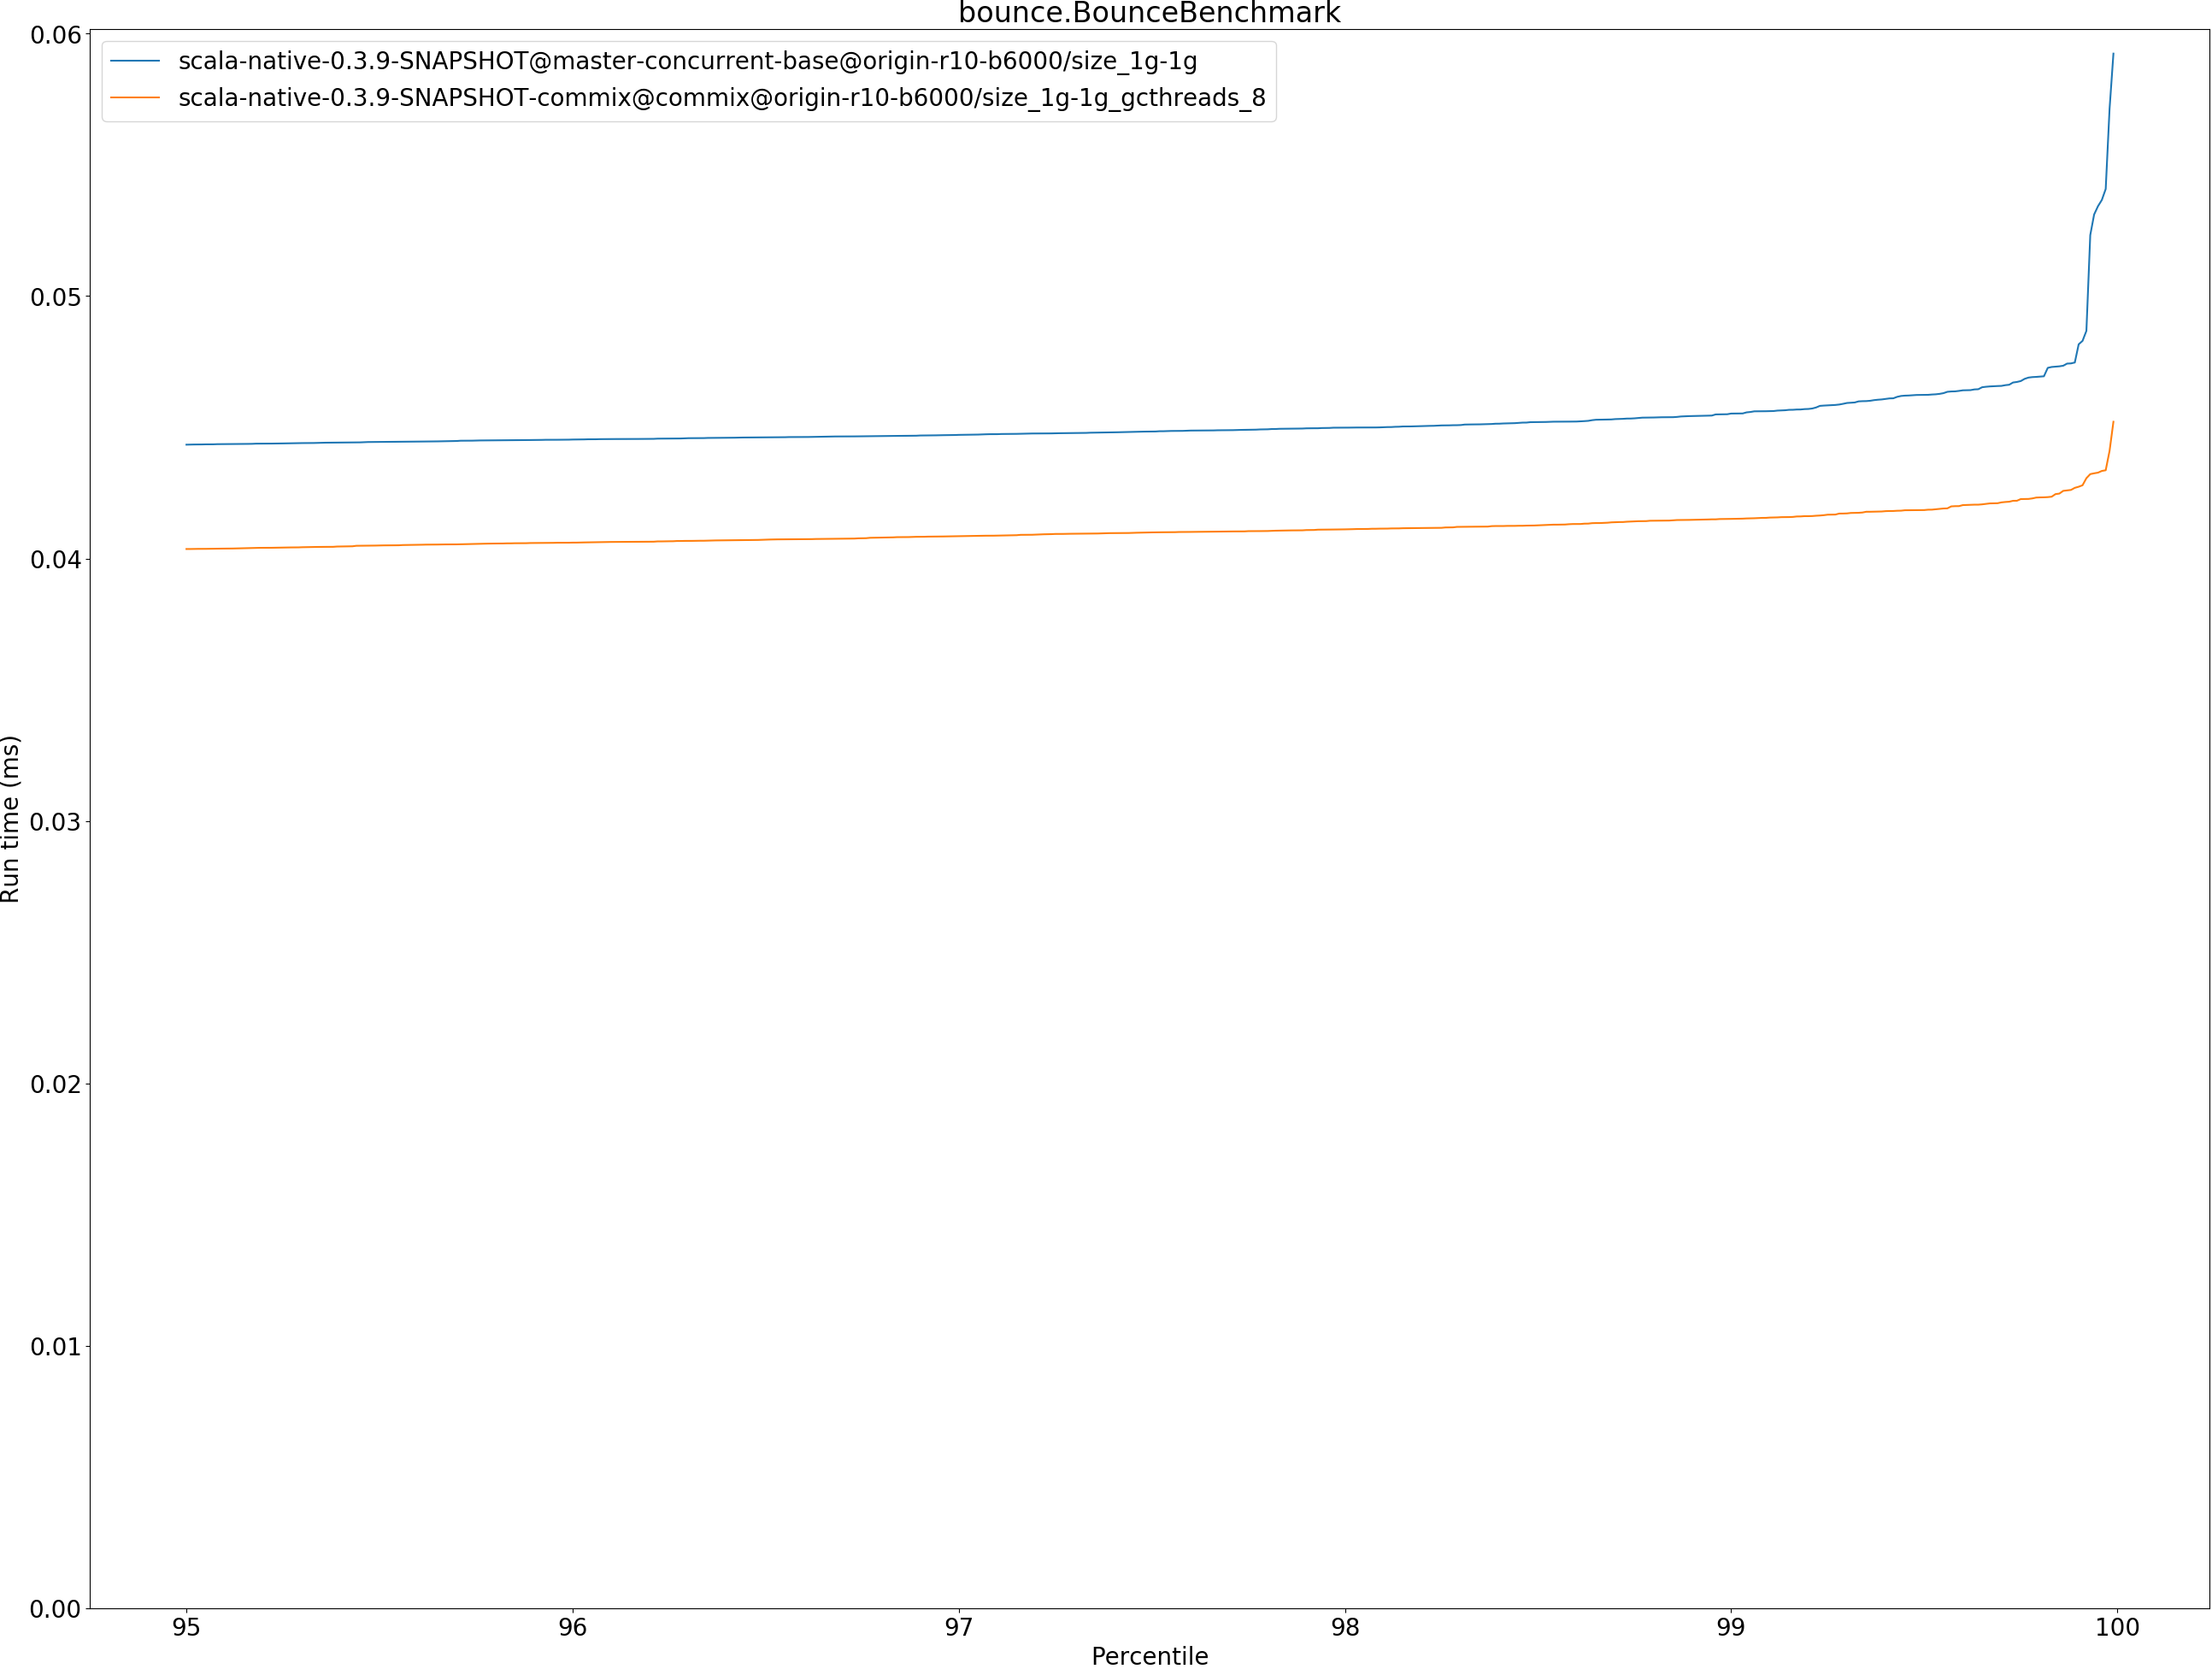 bounce.BounceBenchmark
scala-native-0.3.9-SNAPSHOT@master-concurrent-base@origin-r10-b6000/size_1g-1g
scala-native-0.3.9-SNAPSHOT-commix@commix@origin-r10-b6000/size_1g-1g_gcthreads_8
0.06
0.05
0.04
0.03
0.02
0.01
0.00
Run time (ms)
95 96 97 98 99 100
Percentile